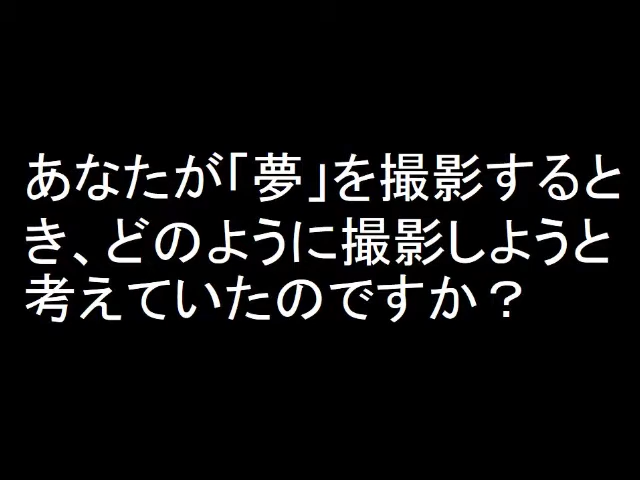 あなたが「夢」を撮影すると
き、どのように撮影しようと
考えていたのですか？